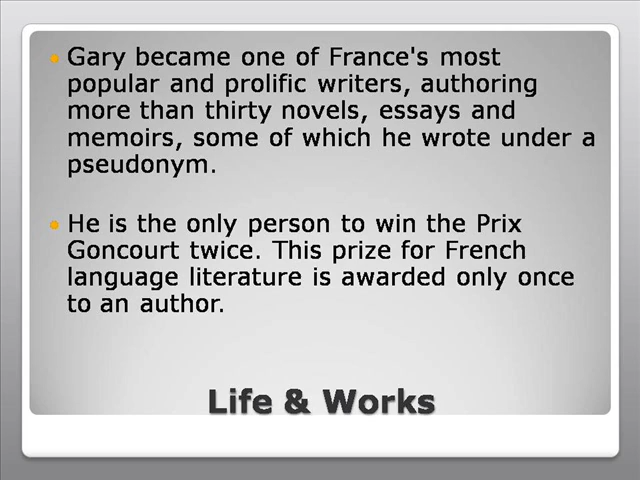 Gary became one of France's most
popular and prolific writers, authoring
more than thirty novels, essays and
memoirs, some of which he wrote under a
pseudonym.
He is the only person to win the Prix
Goncourt twice. This prize for French
language literature is awarded only once
to an author.
Life & Works